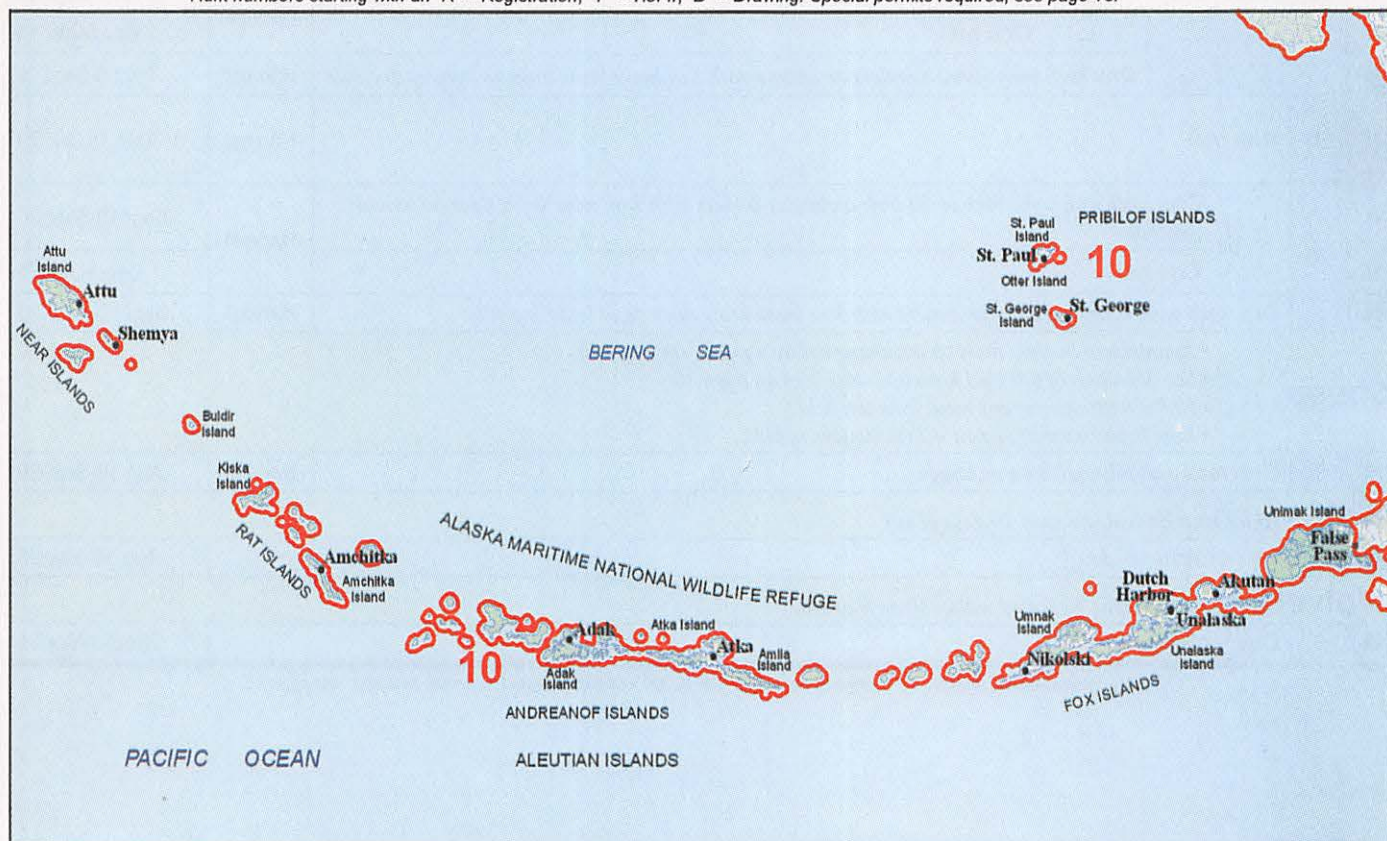 PRIBILOF ISLANDS
St. Paul
Island
St. Paul
10
Otter Island
St. George
Island
St. George
Attu
Island
Attu
Shemya
NEAR ISLANDS
BERING SEA
Buldir
Island
Kiska
Island
RAT ISLANDS
Amchitka
Amchitka
Island
ALASKA MARITIME NATIONAL WILDLIFE REFUGE
Unimak Island
False
Pass
Dutch
Harbor
Akutan
Umnak
Island
Unalaska
Unalaska
Island
Nikolski
FOX ISLANDS
10
Adak
Adak
Island
Atka Island
Atka
Amlia
Island
ANDREANOF ISLANDS
PACIFIC OCEAN
ALEUTIAN ISLANDS